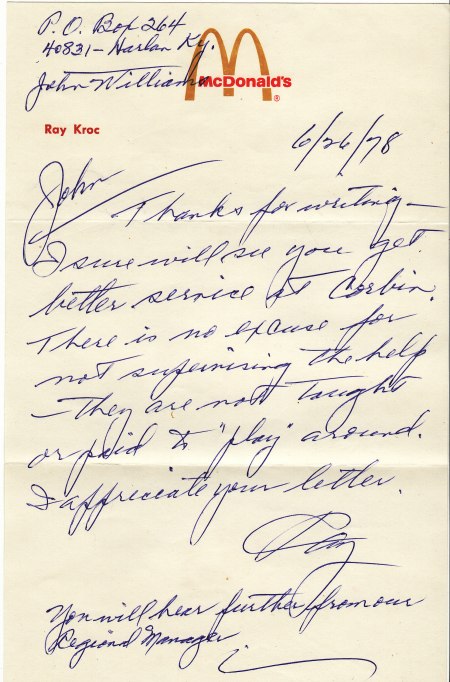 P.O. Box 264
40831 - Harlan Ky.
John Williams
McDonald's®
Ray Kroc
6/26/78
John
Thanks for writing —
I sure will see you get
better service at Corbin.
There is no excuse for
not supervising the help
— they are not taught
or paid to "play" around.
I appreciate your letter.
Ray
You will hear further from our
Regional Manager